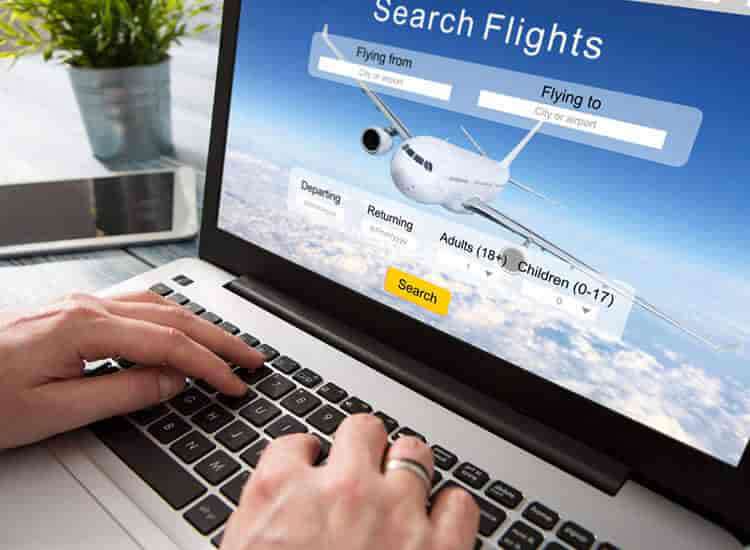 Search Flights
Flying from
City or airport
Flying to
City or airport
Departing
Returning
Adults (18+)
1
Children (0-17)
0
Search